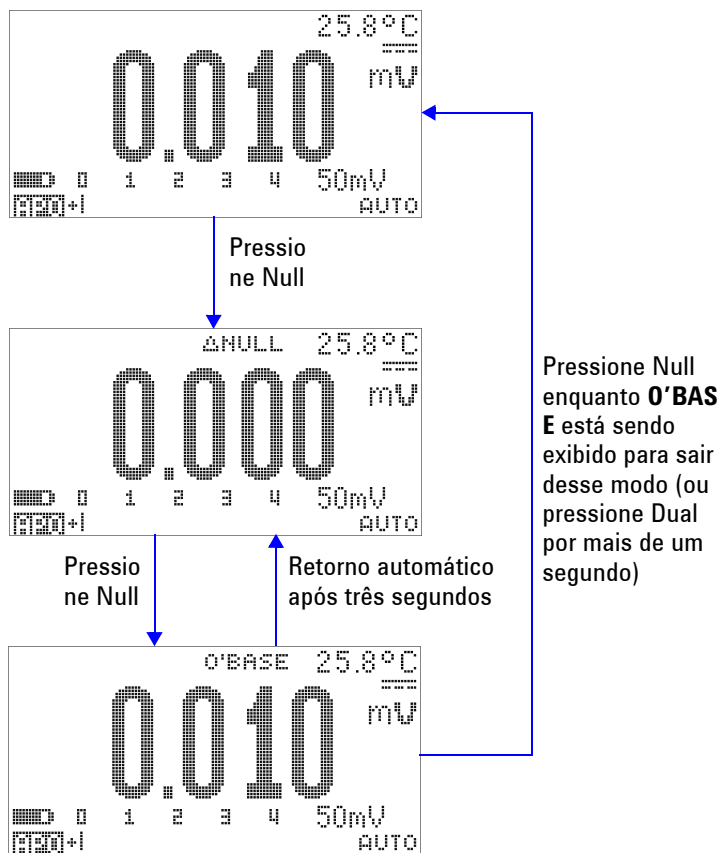 25.8°C
0.010 mV
0 1 2 3 4 50mV
AUTO
Pressio
ne Null
ΔNULL 25.8°C
0.000 mV
0 1 2 3 4 50mV
AUTO
Pressione Null
enquanto O'BAS
E está sendo
exibido para sair
desse modo (ou
pressione Dual
por mais de um
segundo)
Pressio
ne Null
Retorno automático
após três segundos
O'BASE 25.8°C
0.010 mV
0 1 2 3 4 50mV
AUTO